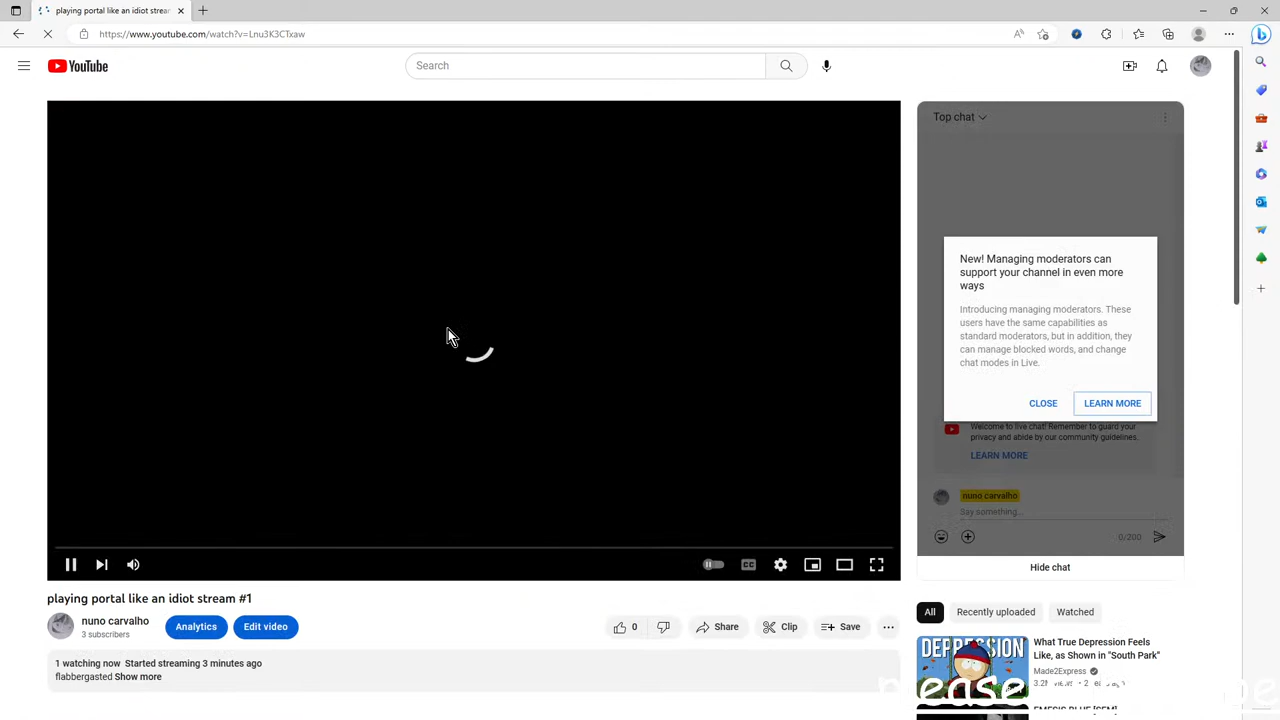 playing portal like an idiot strea
https://www.youtube.com/watch?v=Lnu3K3CTxaw
YouTube
Search
Top chat
New! Managing moderators can
support your channel in even more
ways
Introducing managing moderators. These
users have the same capabilities as
standard moderators, but in addition, they
can manage blocked words, and change
chat modes in Live.
CLOSE
LEARN MORE
Welcome to live chat! Remember to guard your
privacy and abide by our community guidelines.
LEARN MORE
nuno carvalho
Say something...
0/200
Hide chat
CC
playing portal like an idiot stream #1
nuno carvalho
3 subscribers
Analytics
Edit video
0
Share
Clip
Save
1 watching now Started streaming 3 minutes ago
flabbergasted Show more
All
Recently uploaded
Watched
DEPRESSION
What True Depression Feels
Like, as Shown in "South Park"
Made2Express